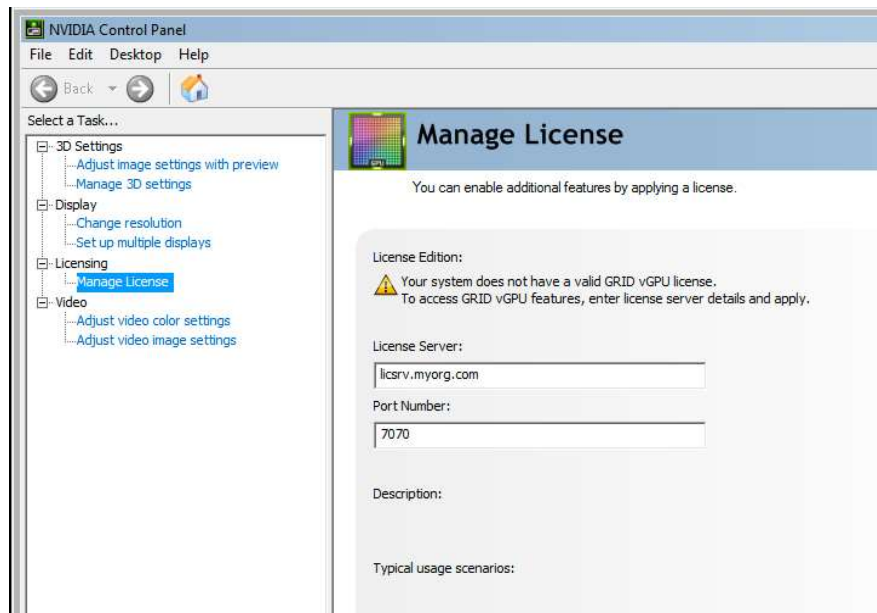 NVIDIA Control Panel
File Edit Desktop Help
Back
Select a Task...
3D Settings
Adjust image settings with preview
Manage 3D settings
Display
Change resolution
Set up multiple displays
Licensing
Manage License
Video
Adjust video color settings
Adjust video image settings
GPU
Manage License
You can enable additional features by applying a license.
License Edition:
Your system does not have a valid GRID vGPU license.
To access GRID vGPU features, enter license server details and apply.
License Server:
licsrv.myorg.com
Port Number:
7070
Description:
Typical usage scenarios: